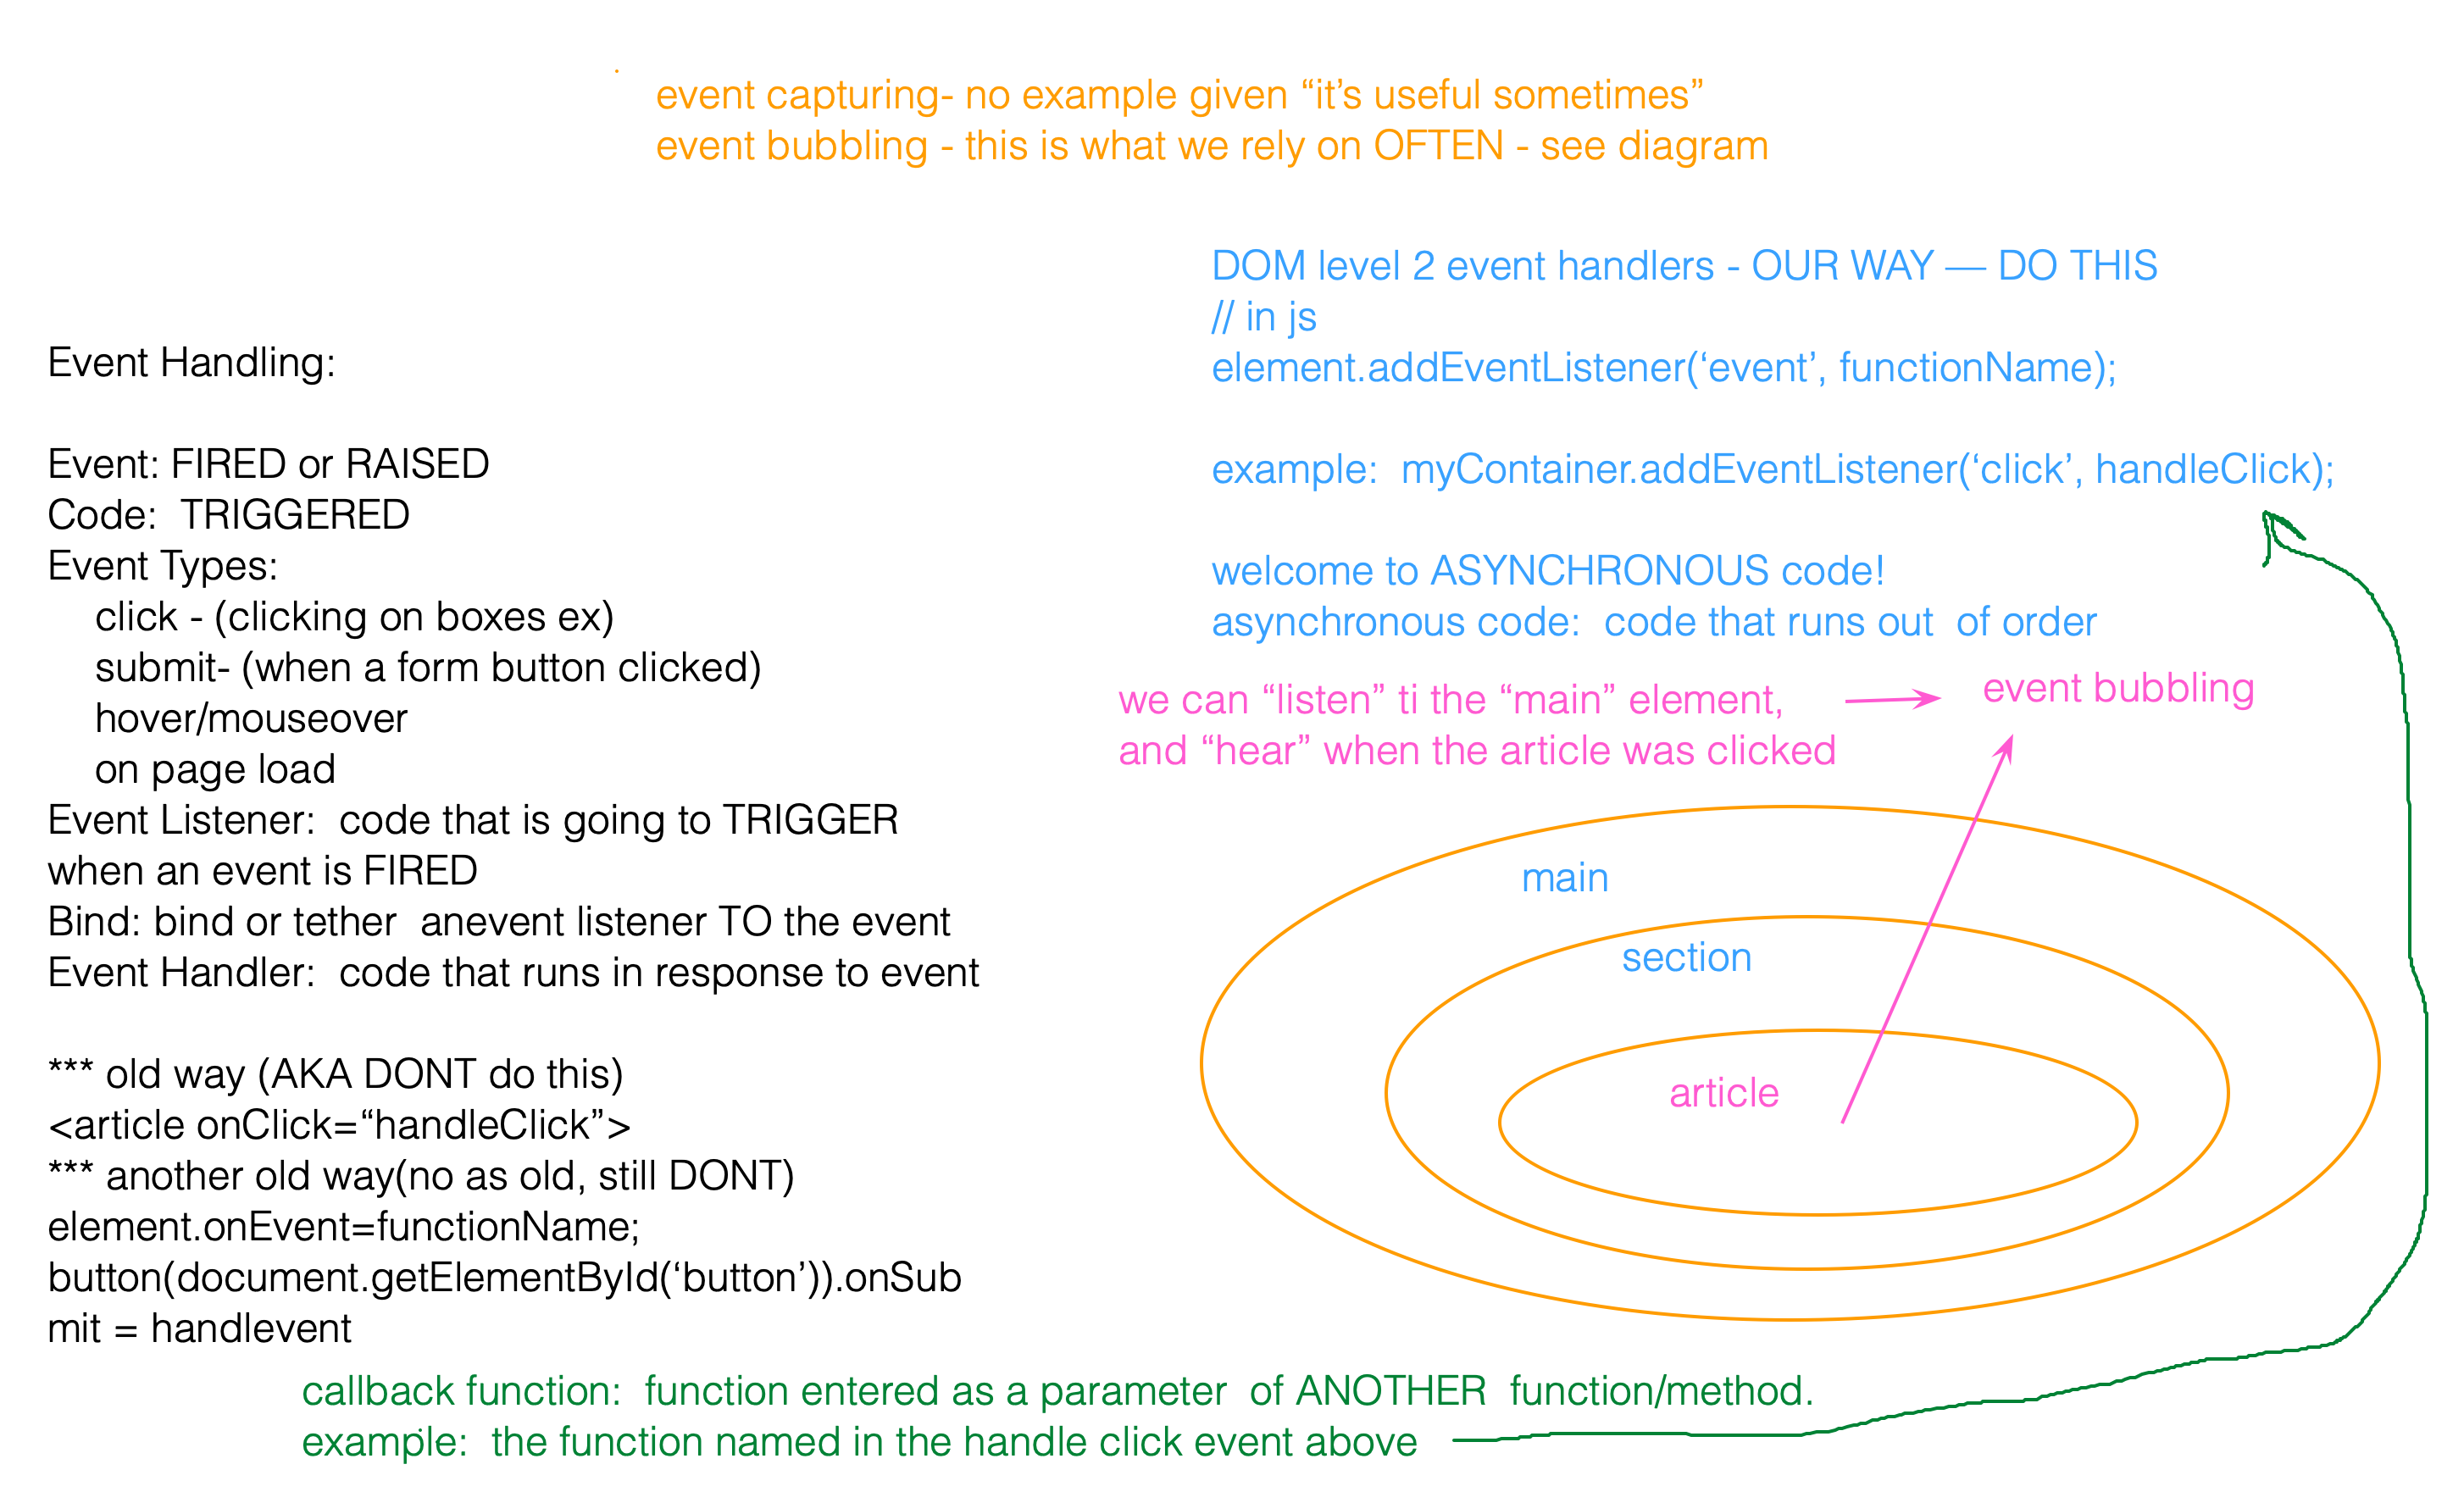 event capturing- no example given “it’s useful sometimes”
event bubbling - this is what we rely on OFTEN - see diagram
Event Handling:
Event: FIRED or RAISED
Code:  TRIGGERED
Event Types:
click - (clicking on boxes ex)
submit- (when a form button clicked)
hover/mouseover
on page load
Event Listener:  code that is going to TRIGGER
when an event is FIRED
Bind: bind or tether  anevent listener TO the event
Event Handler:  code that runs in response to event
*** old way (AKA DONT do this)
<article onClick=“handleClick”>
*** another old way(no as old, still DONT)
element.onEvent=functionName;
button(document.getElementById(‘button’)).onSub
mit = handlevent
DOM level 2 event handlers - OUR WAY — DO THIS
// in js
element.addEventListener(‘event’, functionName);
example:  myContainer.addEventListener(‘click’, handleClick);
welcome to ASYNCHRONOUS code!
asynchronous code:  code that runs out  of order
we can “listen” ti the “main” element,
and “hear” when the article was clicked
event bubbling
main
section
article
callback function:  function entered as a parameter  of ANOTHER  function/method.
example:  the function named in the handle click event above